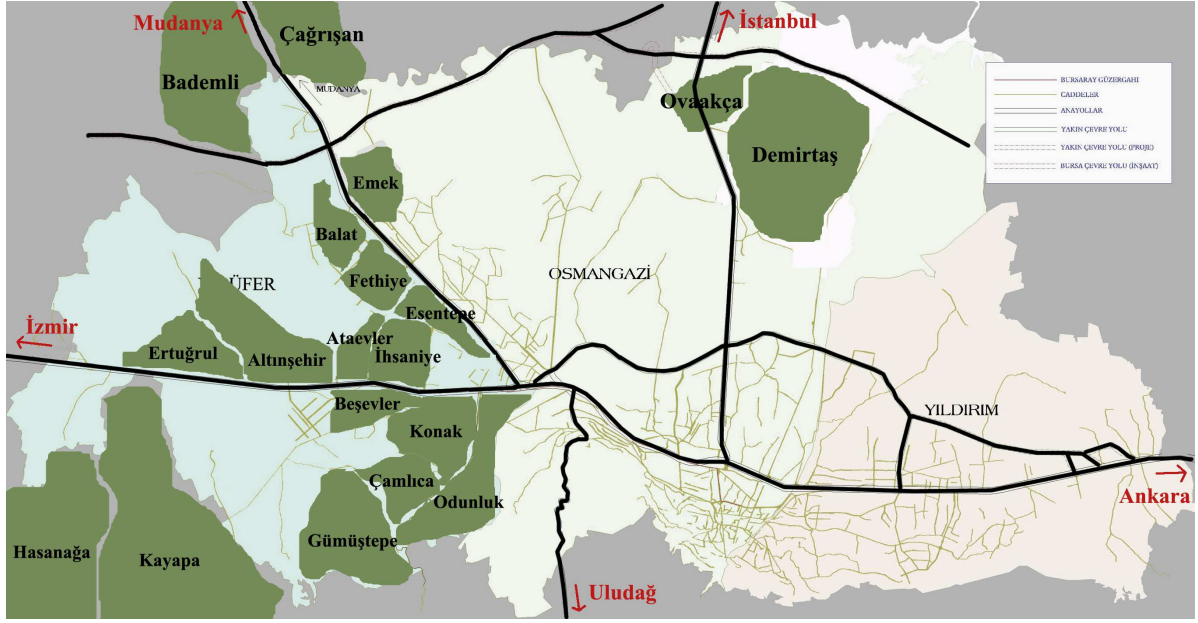 Mudanya
Çağrışan
İstanbul
Bademli
MUDANYA
Ovaakça
Demirtaş
BURSARAY GÜZERGAHI
CADDELER
ANAYOLLAR
YAKIN ÇEVRE YOLU
YAKIN ÇEVRE YOLU (PROJE)
BURSA ÇEVRE YOLU (İNŞAAT)
Emek
Balat
Fethiye
OSMANGAZİ
ÜFER
Esentepe
İzmir
Ataevler
Ertuğrul
Altınşehir
İhsaniye
Beşevler
Konak
YILDIRIM
Çamlıca
Odunluk
Ankara
Gümüştepe
Hasanağa
Kayapa
Uludağ